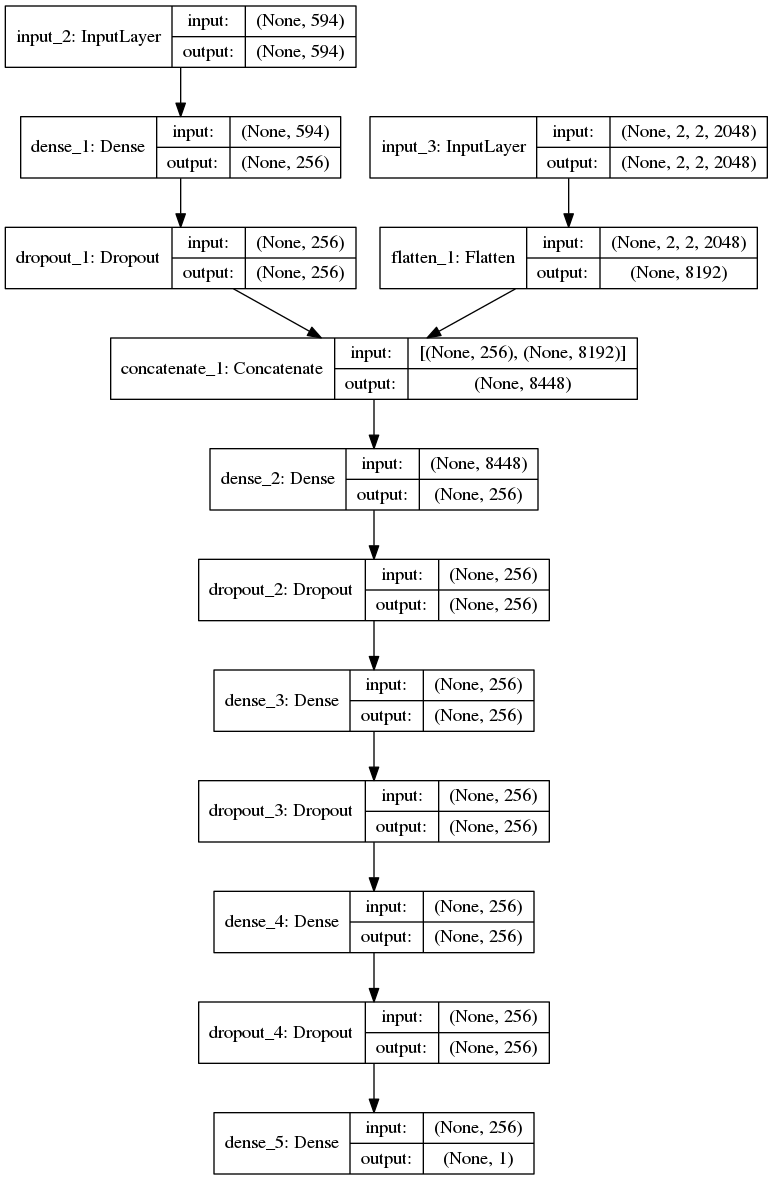 input_2: InputLayer
input: (None, 594)
output: (None, 594)
dense_1: Dense
input: (None, 594)
output: (None, 256)
input_3: InputLayer
input: (None, 2, 2, 2048)
output: (None, 2, 2, 2048)
dropout_1: Dropout
input: (None, 256)
output: (None, 256)
flatten_1: Flatten
input: (None, 2, 2, 2048)
output: (None, 8192)
concatenate_1: Concatenate
input: [(None, 256), (None, 8192)]
output: (None, 8448)
dense_2: Dense
input: (None, 8448)
output: (None, 256)
dropout_2: Dropout
input: (None, 256)
output: (None, 256)
dense_3: Dense
input: (None, 256)
output: (None, 256)
dropout_3: Dropout
input: (None, 256)
output: (None, 256)
dense_4: Dense
input: (None, 256)
output: (None, 256)
dropout_4: Dropout
input: (None, 256)
output: (None, 256)
dense_5: Dense
input: (None, 256)
output: (None, 1)